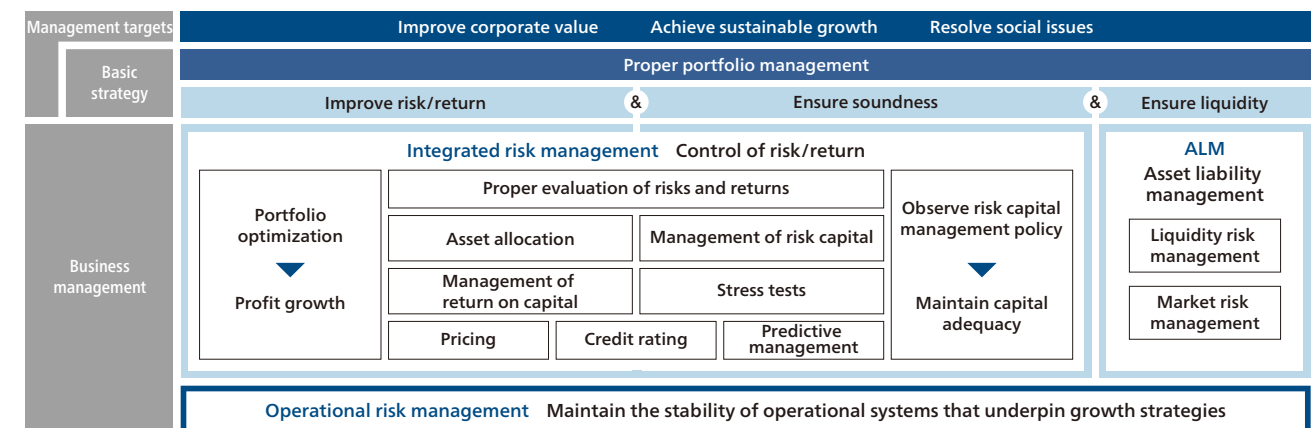 Management targets
Improve corporate value
Achieve sustainable growth
Resolve social issues
Basic
strategy
Proper portfolio management
Improve risk/return
&
Ensure soundness
&
Ensure liquidity
Business
management
Integrated risk management Control of risk/return
Portfolio
optimization
Profit growth
Proper evaluation of risks and returns
Asset allocation
Management of risk capital
Management of
return on capital
Stress tests
Pricing
Credit rating
Predictive
management
Observe risk capital
management policy
Maintain capital
adequacy
ALM
Asset liability
management
Liquidity risk
management
Market risk
management
Operational risk management Maintain the stability of operational systems that underpin growth strategies